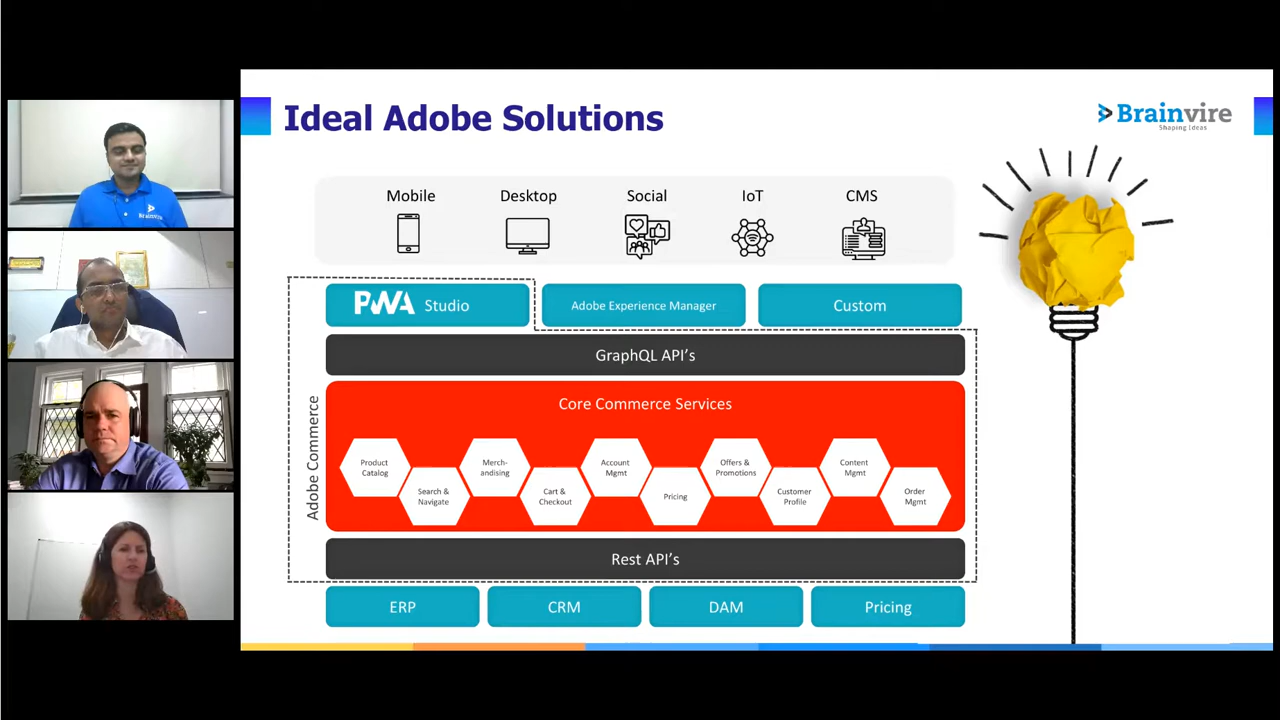 Ideal Adobe Solutions
Brainvire
Shaping Ideas
Mobile
Desktop
Social
IoT
CMS
PWA Studio
Adobe Experience Manager
Custom
GraphQL API's
Adobe Commerce
Core Commerce Services
Product
Catalog
Search &
Navigate
Merch-
andising
Cart &
Checkout
Account
Mgmt
Pricing
Offers &
Promotions
Customer
Profile
Content
Mgmt
Order
Mgmt
Rest API's
ERP
CRM
DAM
Pricing
Brainvire